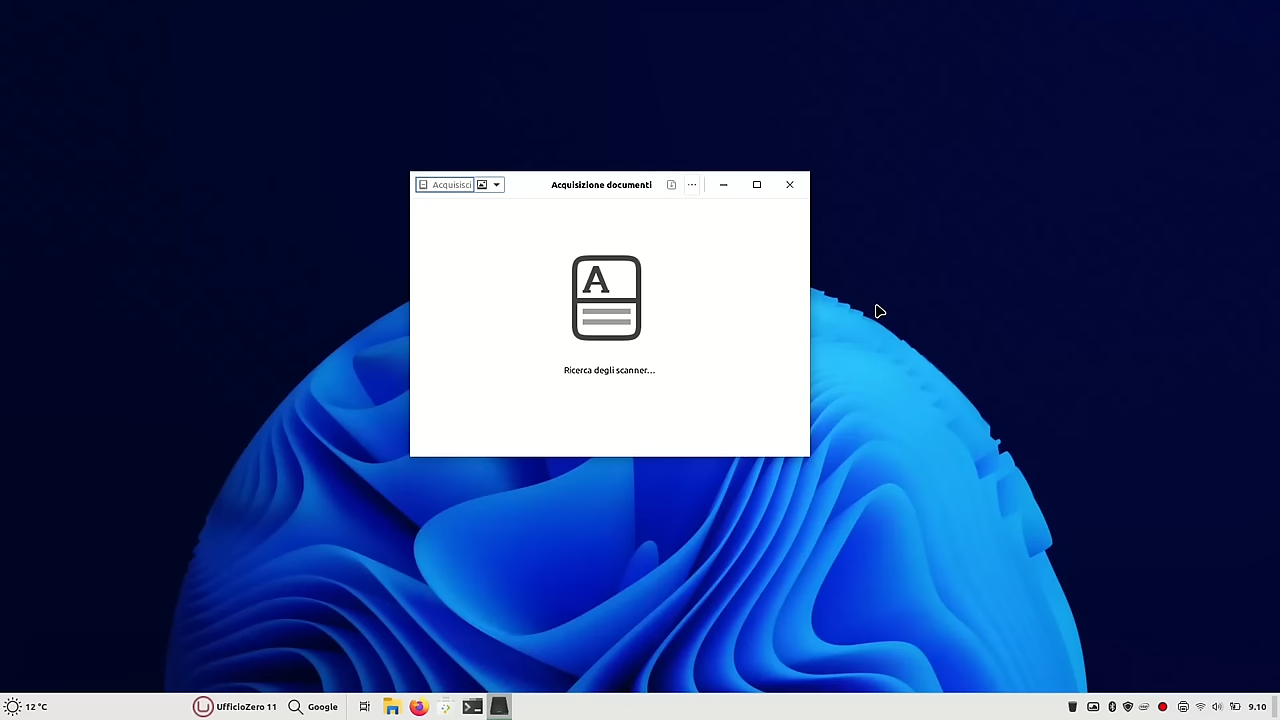 Acquisisci
Acquisizione documenti
A
Ricerca degli scanner...
12 °C
UfficioZero 11
Google
9.10